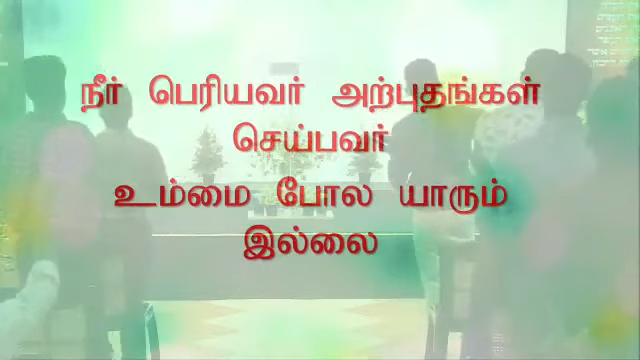 நீர் பெரியவர் அற்புதங்கள்
செய்பவர்
உம்மை போல யாரும்
இல்லை